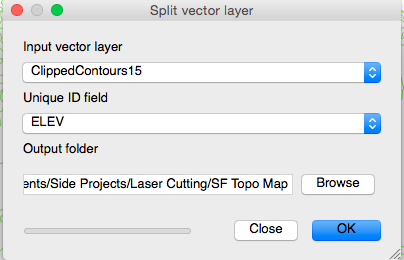 Split vector layer
Input vector layer
ClippedContours15
Unique ID field
ELEV
Output folder
ents/Side Projects/Laser Cutting/SF Topo Map
Browse
Close
OK